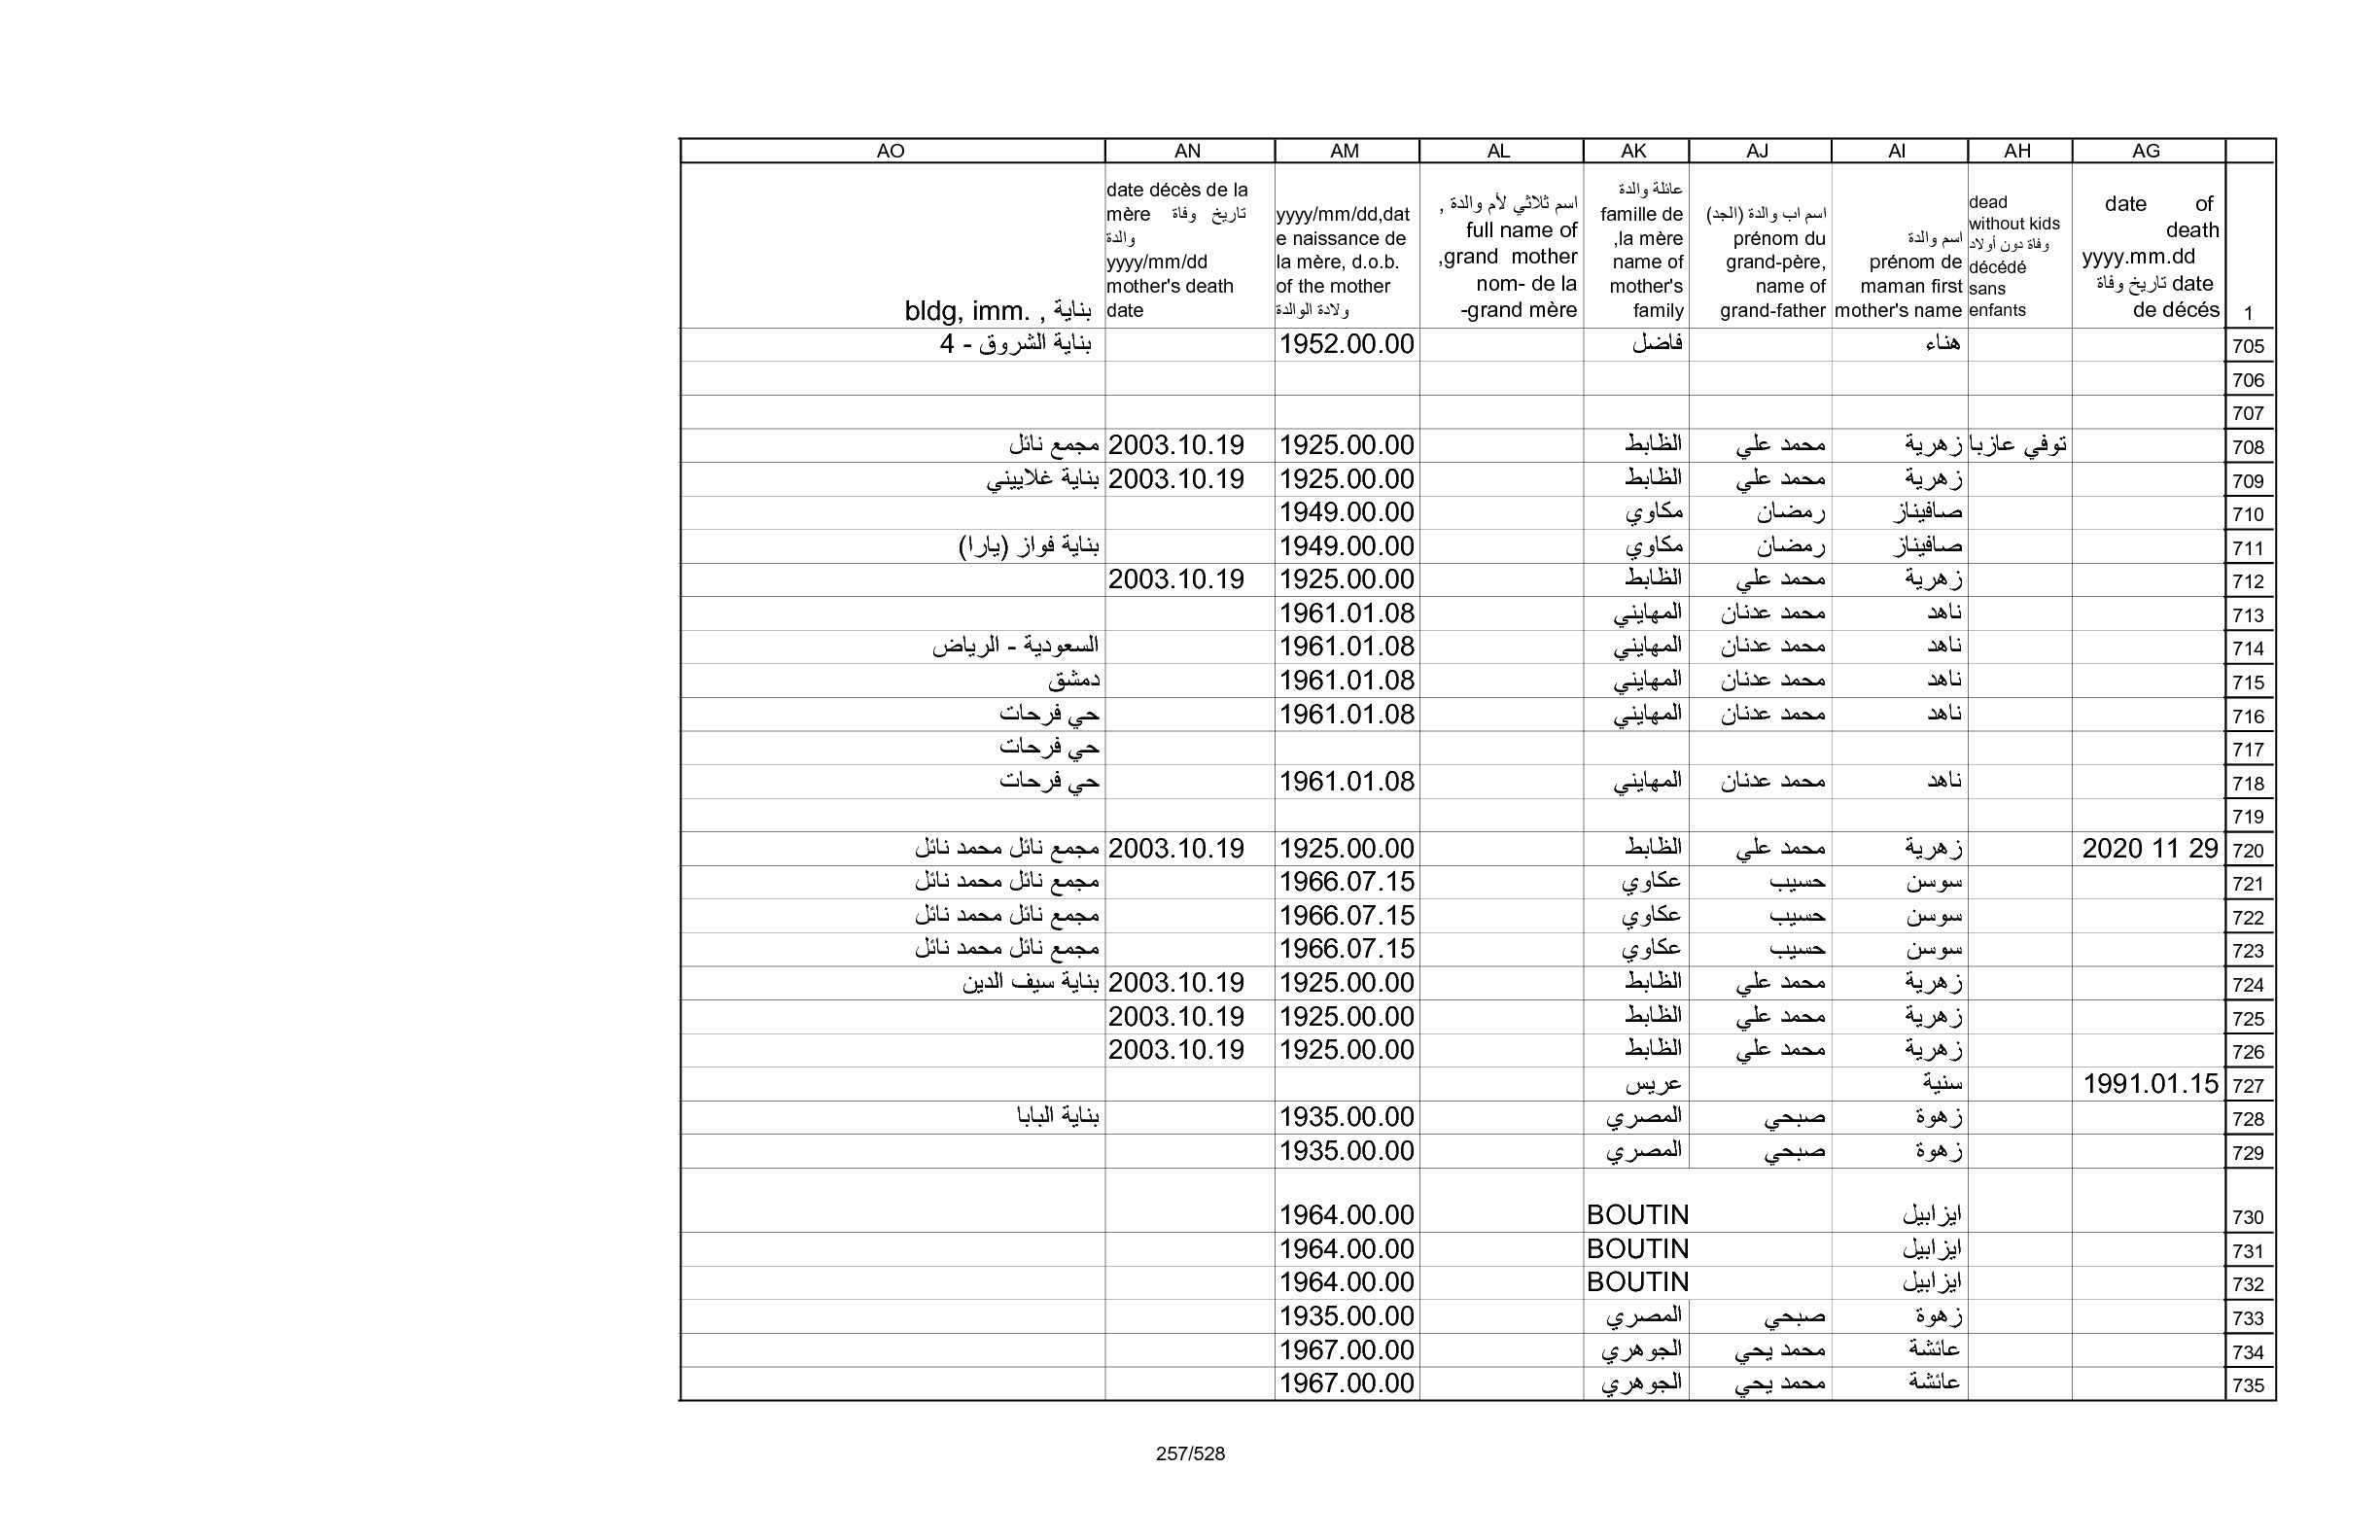 AG AH AI AJ AK AL AM AN AO
1
date of death yyyy.mm.dd تاريخ وفاة date de décés
dead without kids وفاة دون أولاد décédé sans enfants
اسم والدة prénom de maman first mother's name
اسم اب والدة (الجد) prénom du grand-père, name of grand-father
عائلة والدة famille de la mère, name of mother's family
اسم ثلاثي لأم والدة , full name of grand mother, nom- de la grand mère-
yyyy/mm/dd,date naissance de la mère, d.o.b. of the mother ولادة الوالدة
date décès de la mère تاريخ وفاة والدة yyyy/mm/dd mother's death date
بناية , bldg, imm.
705 هناء فاضل 1952.00.00 بناية الشروق - 4
706
707
708 توفي عازبا زهرية محمد علي الظابط 1925.00.00 2003.10.19 مجمع نائل
709 زهرية محمد علي الظابط 1925.00.00 2003.10.19 بناية غلاييني
710 صافيناز رمضان مكاوي 1949.00.00
711 صافيناز رمضان مكاوي 1949.00.00 بناية فواز (يارا)
712 زهرية محمد علي الظابط 1925.00.00 2003.10.19
713 ناهد محمد عدنان المهايني 1961.01.08
714 ناهد محمد عدنان المهايني 1961.01.08 السعودية - الرياض
715 ناهد محمد عدنان المهايني 1961.01.08 دمشق
716 ناهد محمد عدنان المهايني 1961.01.08 حي فرحات
717 حي فرحات
718 ناهد محمد عدنان المهايني 1961.01.08 حي فرحات
719
720 2020 11 29 زهرية محمد علي الظابط 1925.00.00 2003.10.19 مجمع نائل محمد نائل
721 سوسن حسيب عكاوي 1966.07.15 مجمع نائل محمد نائل
722 سوسن حسيب عكاوي 1966.07.15 مجمع نائل محمد نائل
723 سوسن حسيب عكاوي 1966.07.15 مجمع نائل محمد نائل
724 زهرية محمد علي الظابط 1925.00.00 2003.10.19 بناية سيف الدين
725 زهرية محمد علي الظابط 1925.00.00 2003.10.19
726 زهرية محمد علي الظابط 1925.00.00 2003.10.19
727 1991.01.15 سنية عريس
728 زهوة صبحي المصري 1935.00.00 بناية البابا
729 زهوة صبحي المصري 1935.00.00
730 ايزابيل BOUTIN 1964.00.00
731 ايزابيل BOUTIN 1964.00.00
732 ايزابيل BOUTIN 1964.00.00
733 زهوة صبحي المصري 1935.00.00
734 عائشة محمد يحي الجوهري 1967.00.00
735 عائشة محمد يحي الجوهري 1967.00.00
257/528